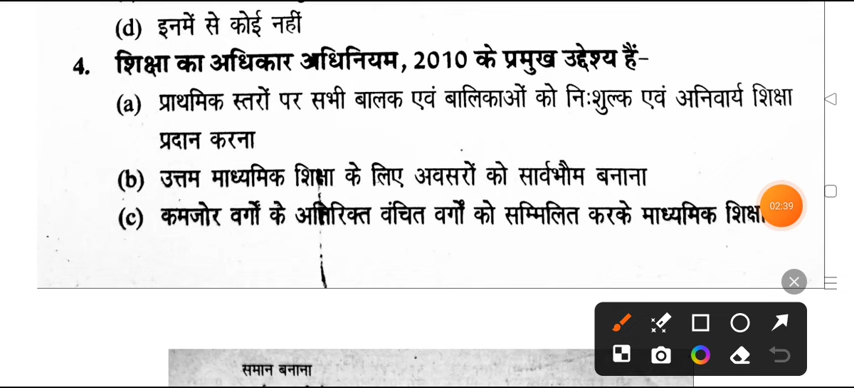 (d) इनमें से कोई नहीं
4. शिक्षा का अधिकार अधिनियम, 2010 के प्रमुख उद्देश्य हैं-
(a) प्राथमिक स्तरों पर सभी बालक एवं बालिकाओं को निःशुल्क एवं अनिवार्य शिक्षा
प्रदान करना
(b) उत्तम माध्यमिक शिक्षा के लिए अवसरों को सार्वभौम बनाना
(c) कमजोर वर्गों के अतिरिक्त वंचित वर्गों को सम्मिलित करके माध्यमिक शिक्षा
02:39
समान बनाना